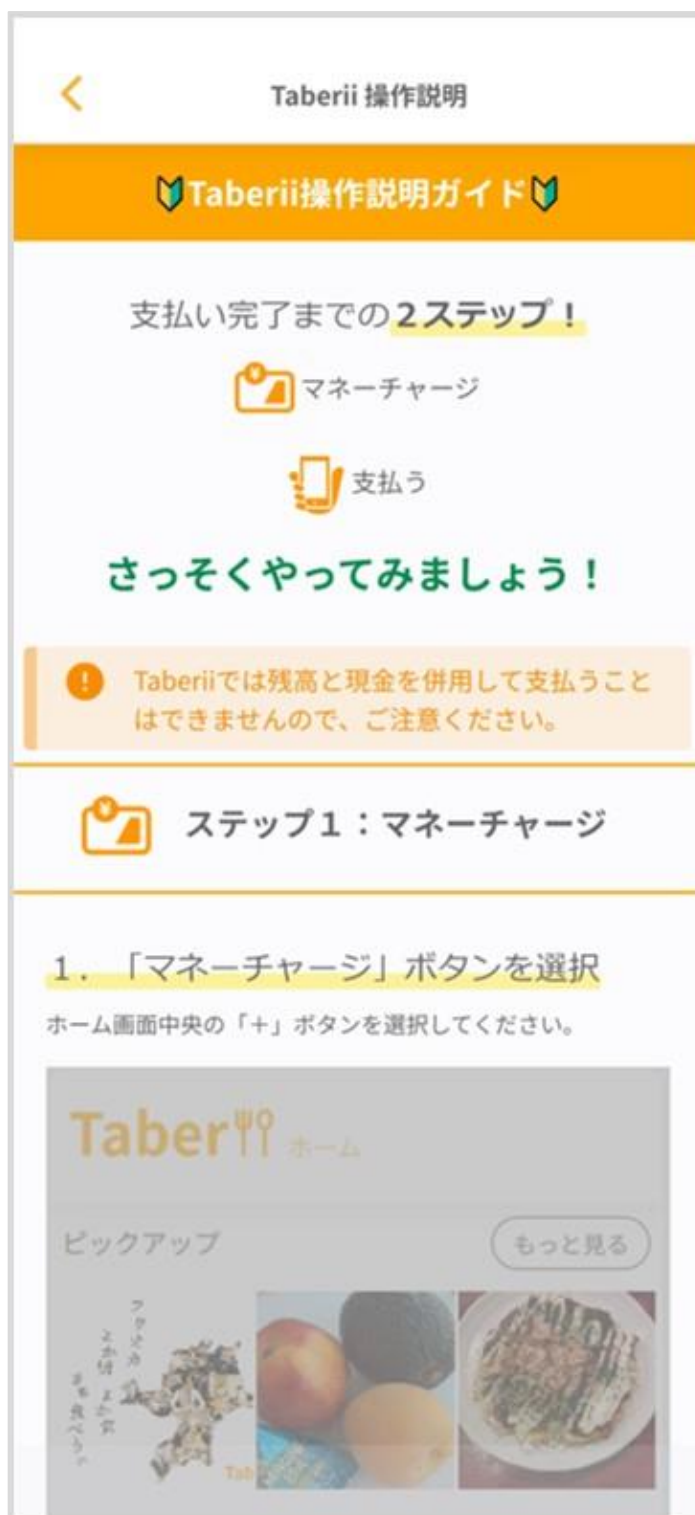 Taberii 操作説明
🔰Taberii操作説明ガイド🔰
支払い完了までの2ステップ！
マネーチャージ
支払う
さっそくやってみましょう！
Taberiiでは残高と現金を併用して支払うこと
はできませんので、ご注意ください。
ステップ1：マネーチャージ
1. 「マネーチャージ」ボタンを選択
ホーム画面中央の「+」ボタンを選択してください。
Taberii ホーム
ピックアップ
もっと見る
Tab